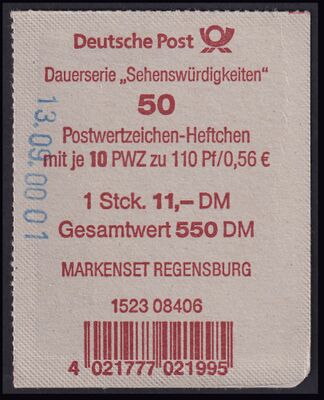 Deutsche Post
Dauerserie „Sehenswürdigkeiten“
50
Postwertzeichen-Heftchen
mit je 10 PWZ zu 110 Pf/0,56 €
1 Stck. 11,– DM
Gesamtwert 550 DM
MARKENSET REGENSBURG
1523 08406
4 021777 021995
13.09.00 01